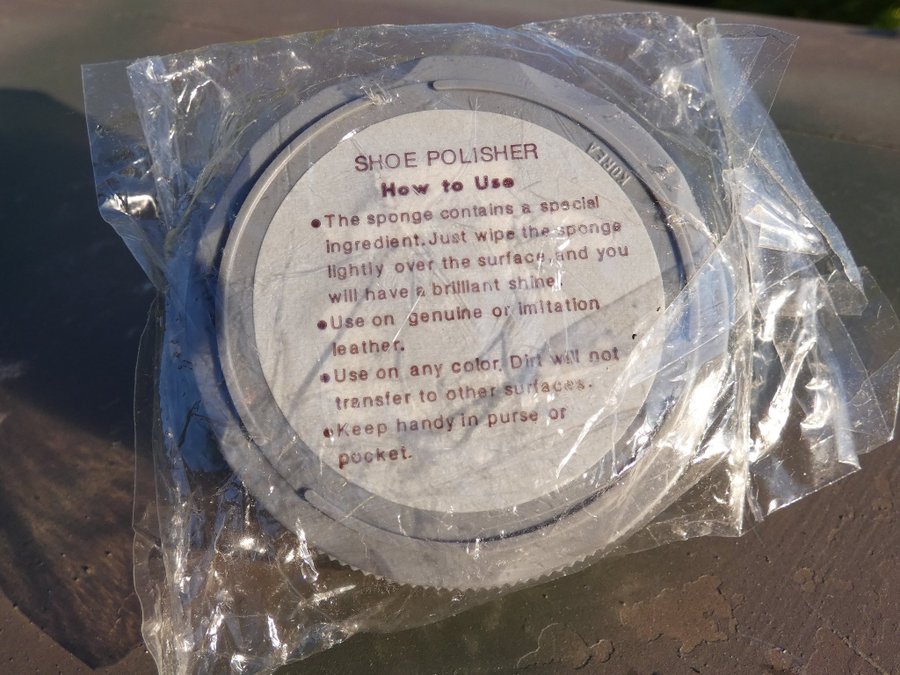 SHOE POLISHER
How to Use
●The sponge contains a special
ingredient.Just wipe the sponge
lightly over the surface,and you
will have a brilliant shine.
●Use on genuine or imitation
leather.
●Use on any color. Dirt will not
transfer to other surfaces.
●Keep handy in purse or
pocket.
KOREA